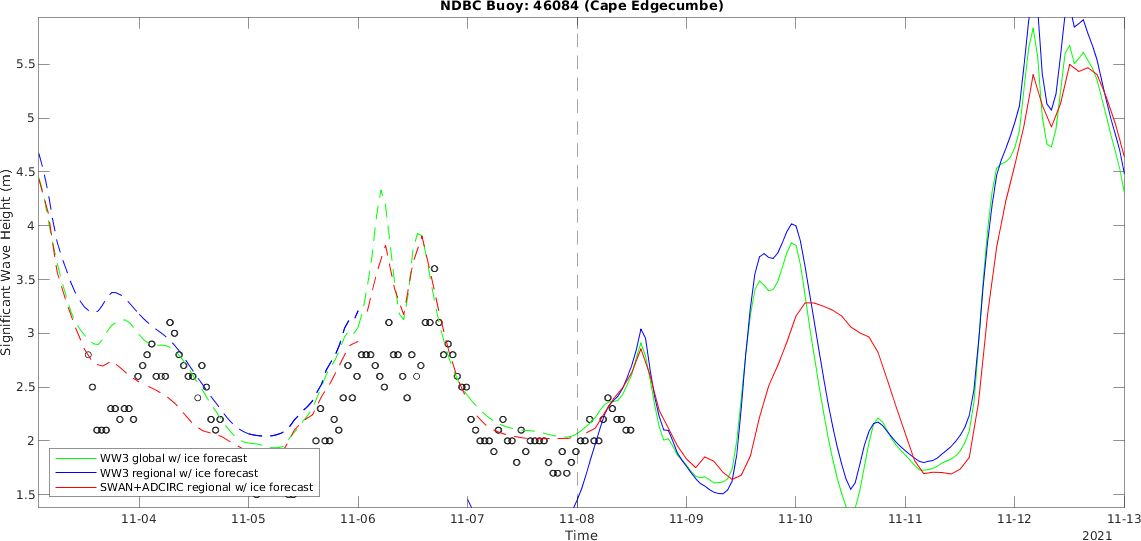 NDBC Buoy: 46084 (Cape Edgecumbe)
5.5
5
4.5
4
3.5
3
2.5
2
1.5
Significant Wave Height (m)
WW3 global w/ ice forecast
WW3 regional w/ ice forecast
SWAN+ADCIRC regional w/ ice forecast
11-04 11-05 11-06 11-07 11-08 11-09 11-10 11-11 11-12 11-13
Time
2021